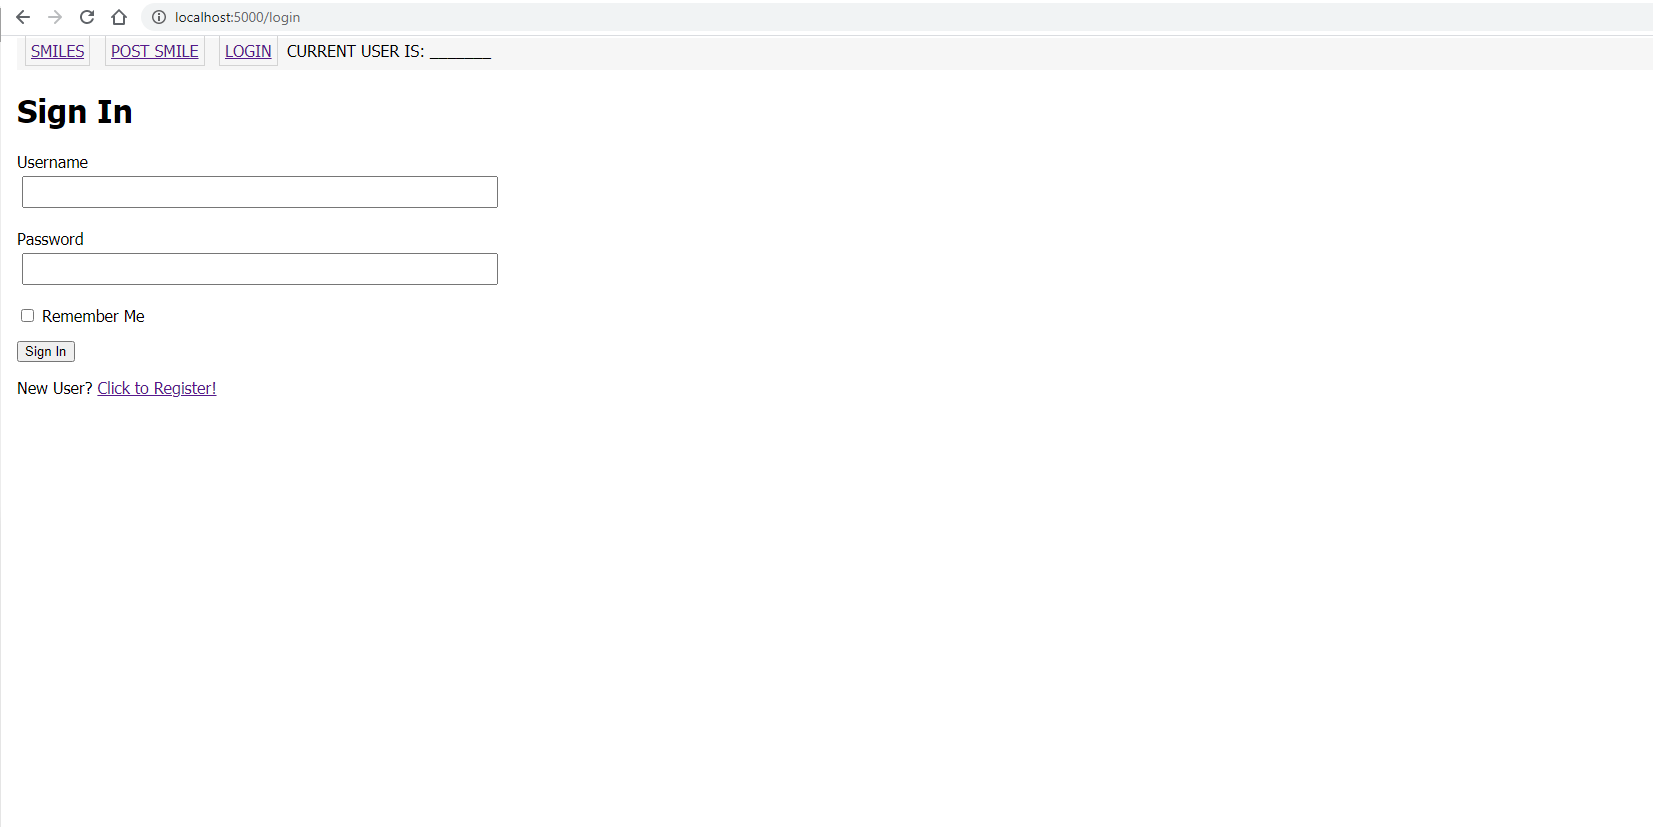 localhost:5000/login
SMILES POST SMILE LOGIN CURRENT USER IS: _______
Sign In
Username
Password
Remember Me
Sign In
New User? Click to Register!